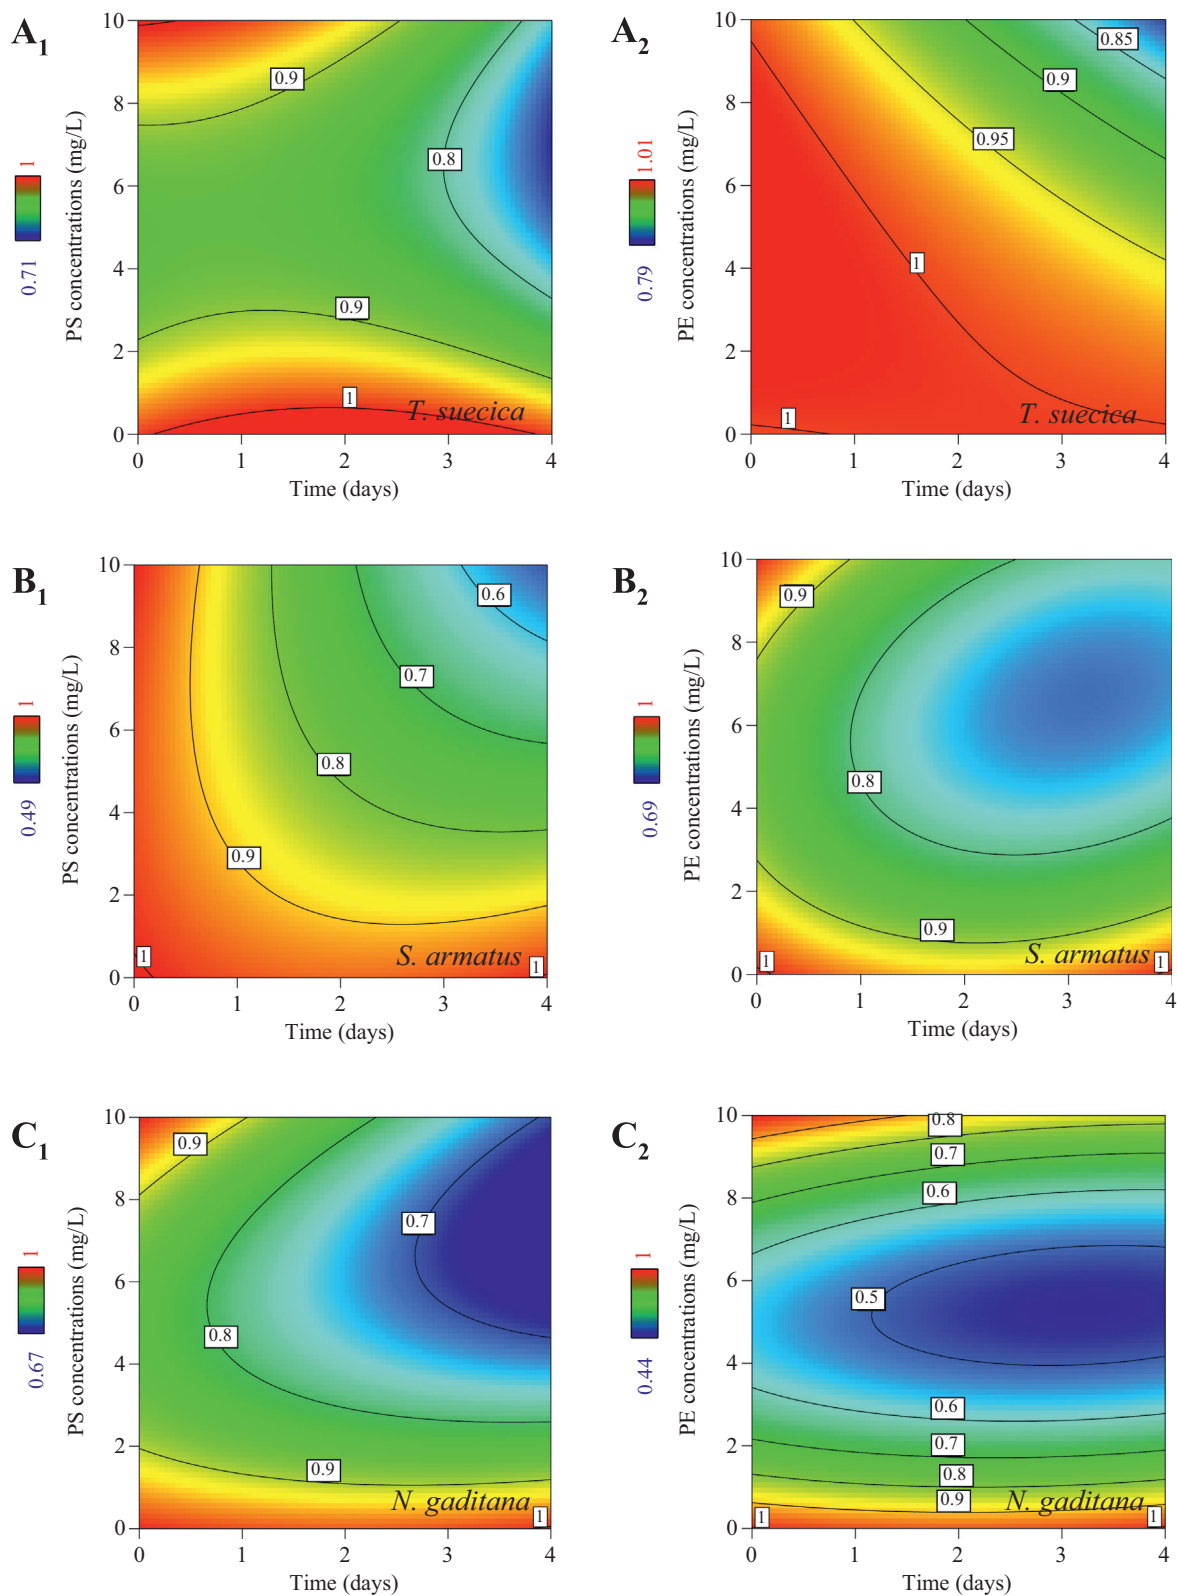 A1
1
0.71
PS concentrations (mg/L)
10
8
6
4
2
0
0.9
0.8
0.9
1
T. suecica
0 1 2 3 4
Time (days)
A2
1.01
0.79
PE concentrations (mg/L)
10
8
6
4
2
0
0.85
0.9
0.95
1
1
T. suecica
0 1 2 3 4
Time (days)
B1
1
0.49
PS concentrations (mg/L)
10
8
6
4
2
0
0.6
0.7
0.8
0.9
1
1
S. armatus
0 1 2 3 4
Time (days)
B2
1
0.69
PE concentrations (mg/L)
10
8
6
4
2
0
0.9
0.8
0.9
1
1
S. armatus
0 1 2 3 4
Time (days)
C1
1
0.67
PS concentrations (mg/L)
10
8
6
4
2
0
0.9
0.7
0.8
0.9
1
N. gaditana
0 1 2 3 4
Time (days)
C2
1
0.44
PE concentrations (mg/L)
10
8
6
4
2
0
0.8
0.7
0.6
0.5
0.6
0.7
0.8
0.9
1
1
N. gaditana
0 1 2 3 4
Time (days)